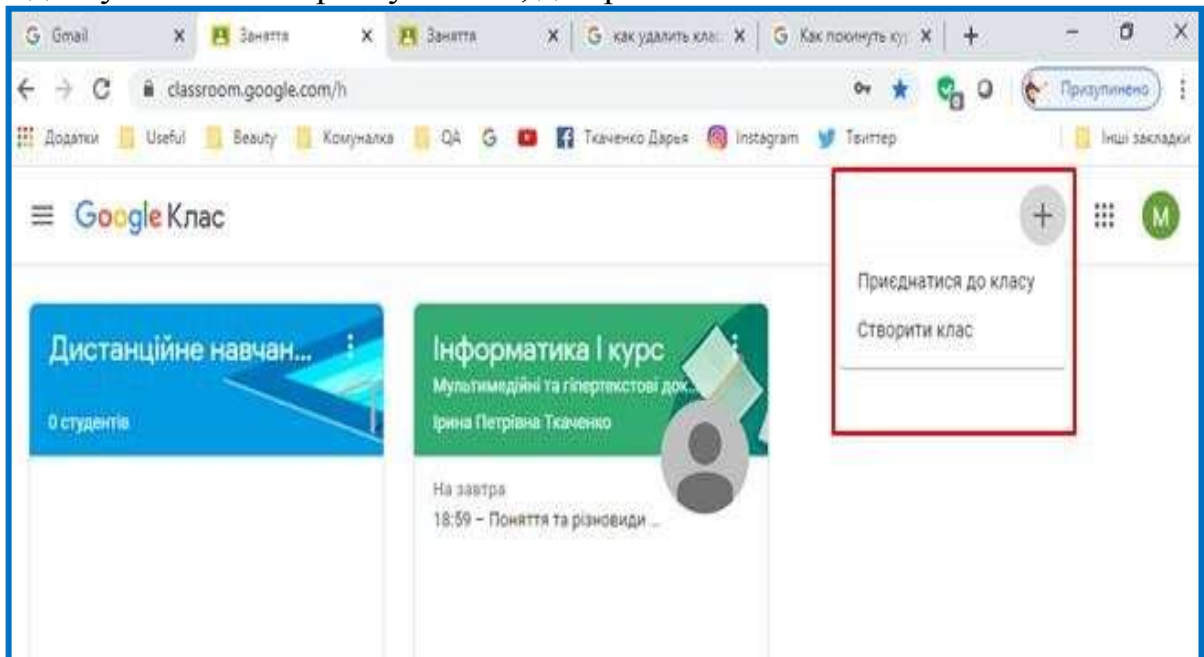 G Gmail
Заняття
Заняття
как удалить клас
Как покинуть ку
classroom.google.com/h
Призупинено
Додатки Useful Beauty Комуналка QA G Ткаченко Дарья Instagram Твиттер Інші закладки
Google Клас
Приєднатися до класу
Створити клас
Дистанційне навчан...
0 студентів
Інформатика І курс
Мультимедійні та гіпертекстові док...
Ірина Петрівна Ткаченко
На завтра
18:59 – Поняття та різновиди ...
M